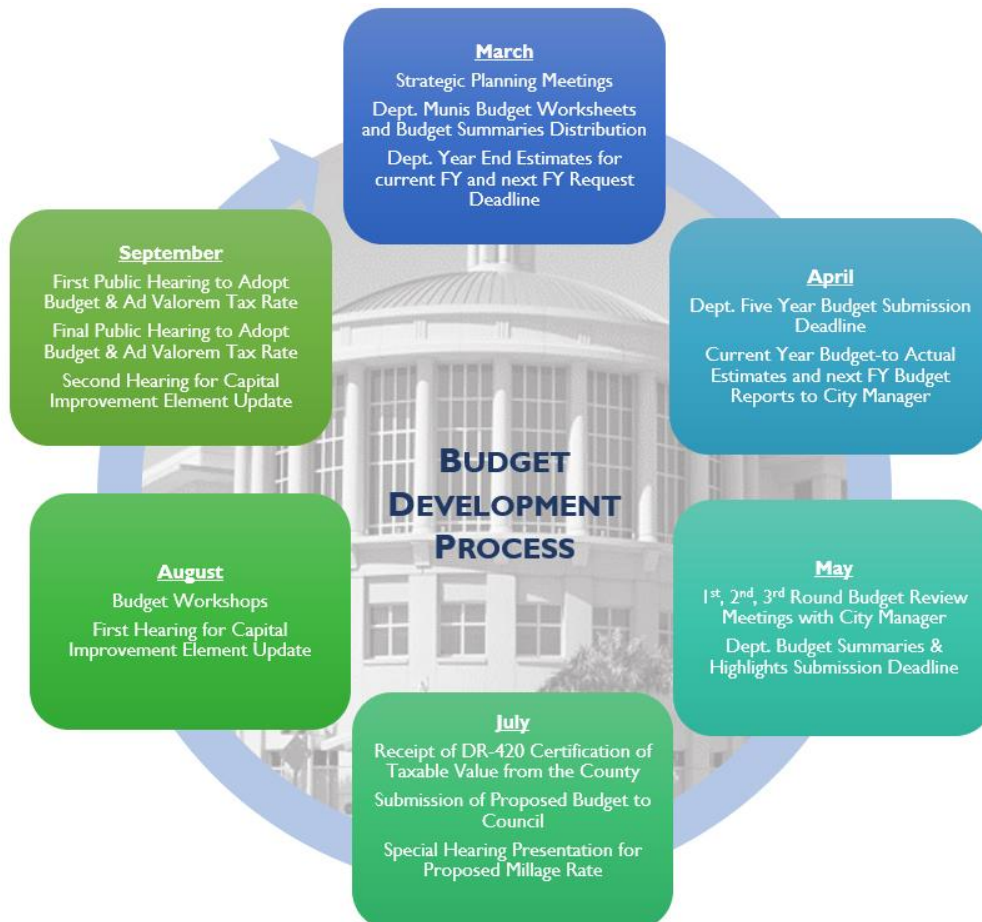 March
Strategic Planning Meetings
Dept. Munis Budget Worksheets
and Budget Summaries Distribution
Dept. Year End Estimates for
current FY and next FY Request
Deadline
April
Dept. Five Year Budget Submission
Deadline
Current Year Budget-to Actual
Estimates and next FY Budget
Reports to City Manager
May
1st, 2nd, 3rd Round Budget Review
Meetings with City Manager
Dept. Budget Summaries &
Highlights Submission Deadline
July
Receipt of DR-420 Certification of
Taxable Value from the County
Submission of Proposed Budget to
Council
Special Hearing Presentation for
Proposed Millage Rate
August
Budget Workshops
First Hearing for Capital
Improvement Element Update
September
First Public Hearing to Adopt
Budget & Ad Valorem Tax Rate
Final Public Hearing to Adopt
Budget & Ad Valorem Tax Rate
Second Hearing for Capital
Improvement Element Update
BUDGET
DEVELOPMENT
PROCESS